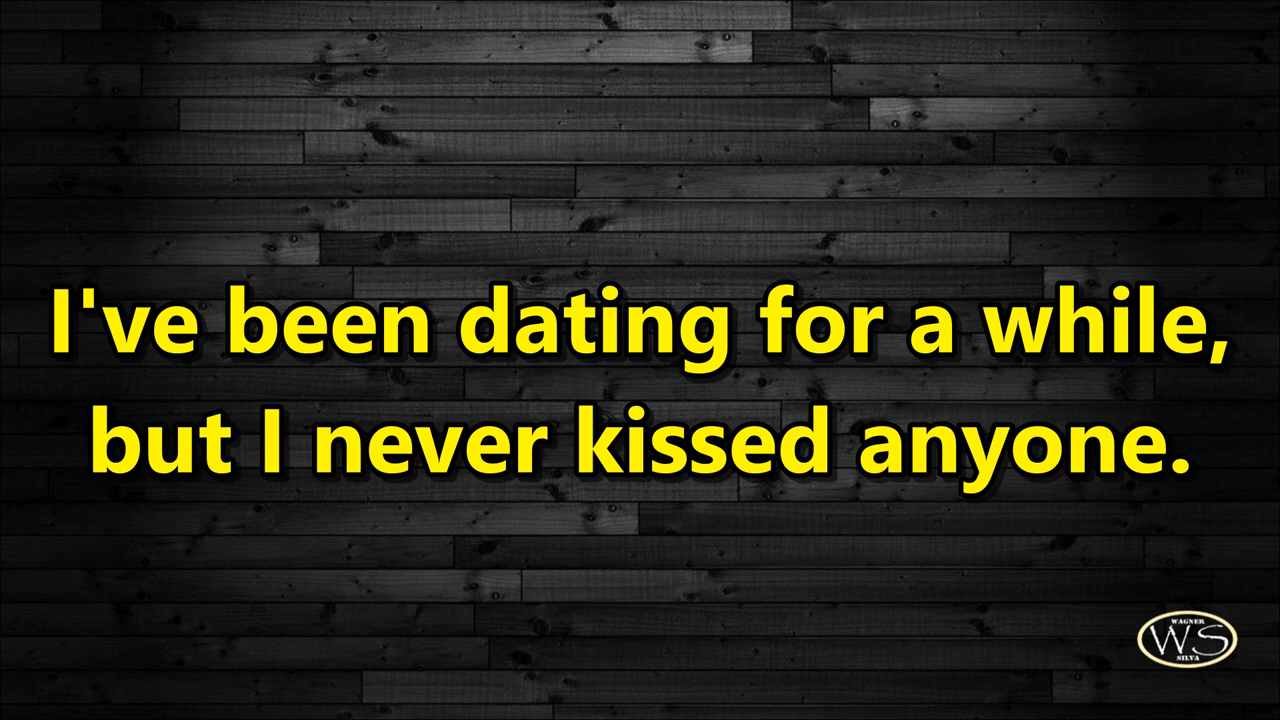 I've been dating for a while,
but I never kissed anyone.
WAGNER
WS
SILVA